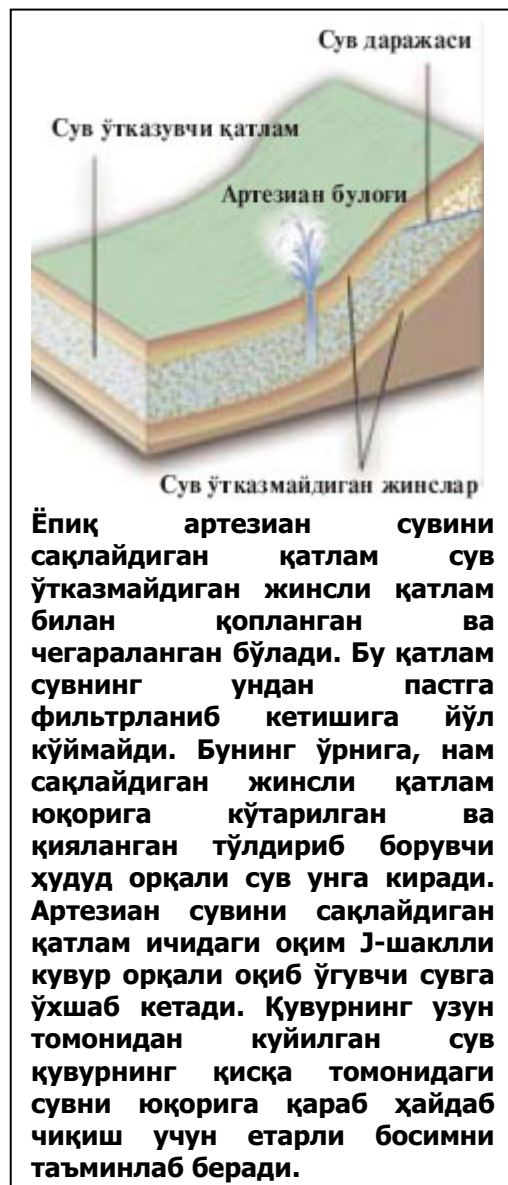 Сув даражаси
Сув ўтказувчи қатлам
Артезиан булоғи
Сув ўтказмайдиган жинслар
Ёпиқ артезиан сувини
сақлайдиган қатлам сув
ўтказмайдиган жинсли қатлам
билан қопланган ва
чегараланган бўлади. Бу қатлам
сувнинг ундан пастга
фильтрланиб кетишига йўл
кўймайди. Бунинг ўрнига, нам
сақлайдиган жинсли қатлам
юқорига кўтарилган ва
қияланган тўлдириб борувчи
ҳудуд орқали сув унга киради.
Артезиан сувини сақлайдиган
қатлам ичидаги оқим J-шаклли
кувур орқали оқиб ўгувчи сувга
ўхшаб кетади. Қувурнинг узун
томонидан куйилган сув
қувурнинг қисқа томонидаги
сувни юқорига қараб ҳайдаб
чиқиш учун етарли босимни
таъминлаб беради.